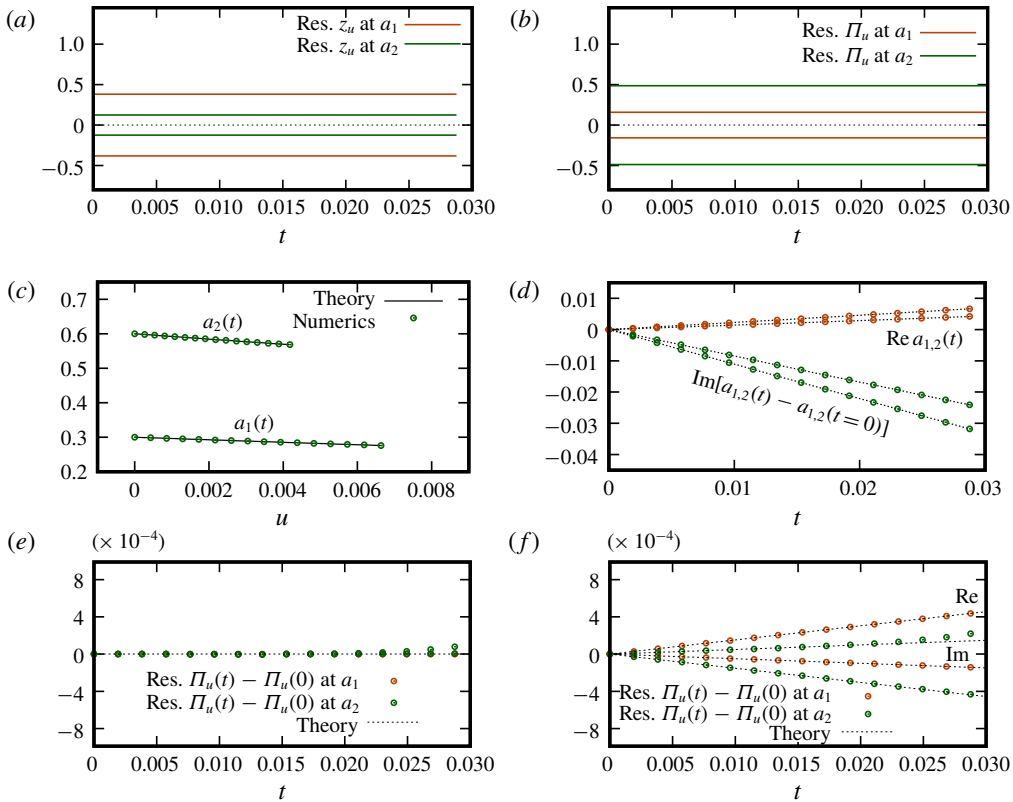 (a)
Res. z_u at a_1
Res. z_u at a_2
1.0
0.5
0
−0.5
0 0.005 0.010 0.015 0.020 0.025 0.030
t
(b)
Res. Π_u at a_1
Res. Π_u at a_2
1.0
0.5
0
−0.5
0 0.005 0.010 0.015 0.020 0.025 0.030
t
(c)
0.7
0.6
0.5
0.4
0.3
0.2
Theory
Numerics
a_2(t)
a_1(t)
0 0.002 0.004 0.006 0.008
u
(d)
0.01
0
−0.01
−0.02
−0.03
−0.04
Re a_{1,2}(t)
Im[a_{1,2}(t) − a_{1,2}(t = 0)]
0 0.01 0.02 0.03
t
(e)
(× 10^{−4})
8
4
0
−4
−8
Res. Π_u(t) − Π_u(0) at a_1
Res. Π_u(t) − Π_u(0) at a_2
Theory
0 0.005 0.010 0.015 0.020 0.025 0.030
t
(f)
(× 10^{−4})
8
4
0
−4
−8
Re
Im
Res. Π_u(t) − Π_u(0) at a_1
Res. Π_u(t) − Π_u(0) at a_2
Theory
0 0.005 0.010 0.015 0.020 0.025 0.030
t